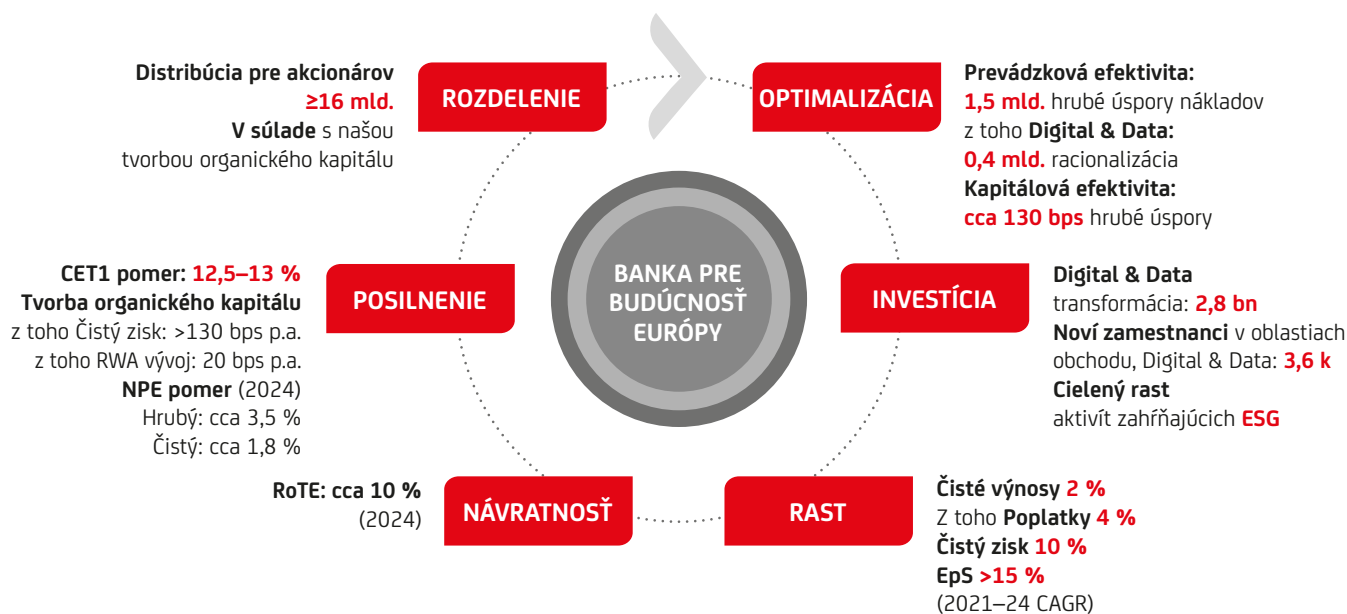 OPTIMALIZÁCIA
Prevádzková efektivita:
1,5 mld. hrubé úspory nákladov
z toho Digital & Data:
0,4 mld. racionalizácia
Kapitálová efektivita:
cca 130 bps hrubé úspory
INVESTÍCIA
Digital & Data
transformácia: 2,8 bn
Noví zamestnanci v oblastiach
obchodu, Digital & Data: 3,6 k
Cielený rast
aktivít zahŕňajúcich ESG
RAST
Čisté výnosy 2 %
Z toho Poplatky 4 %
Čistý zisk 10 %
EpS >15 %
(2021–24 CAGR)
NÁVRATNOSŤ
RoTE: cca 10 %
(2024)
POSILNENIE
CET1 pomer: 12,5–13 %
Tvorba organického kapitálu
z toho Čistý zisk: >130 bps p.a.
z toho RWA vývoj: 20 bps p.a.
NPE pomer (2024)
Hrubý: cca 3,5 %
Čistý: cca 1,8 %
ROZDELENIE
Distribúcia pre akcionárov
≥16 mld.
V súlade s našou
tvorbou organického kapitálu
BANKA PRE
BUDÚCNOSŤ
EURÓPY